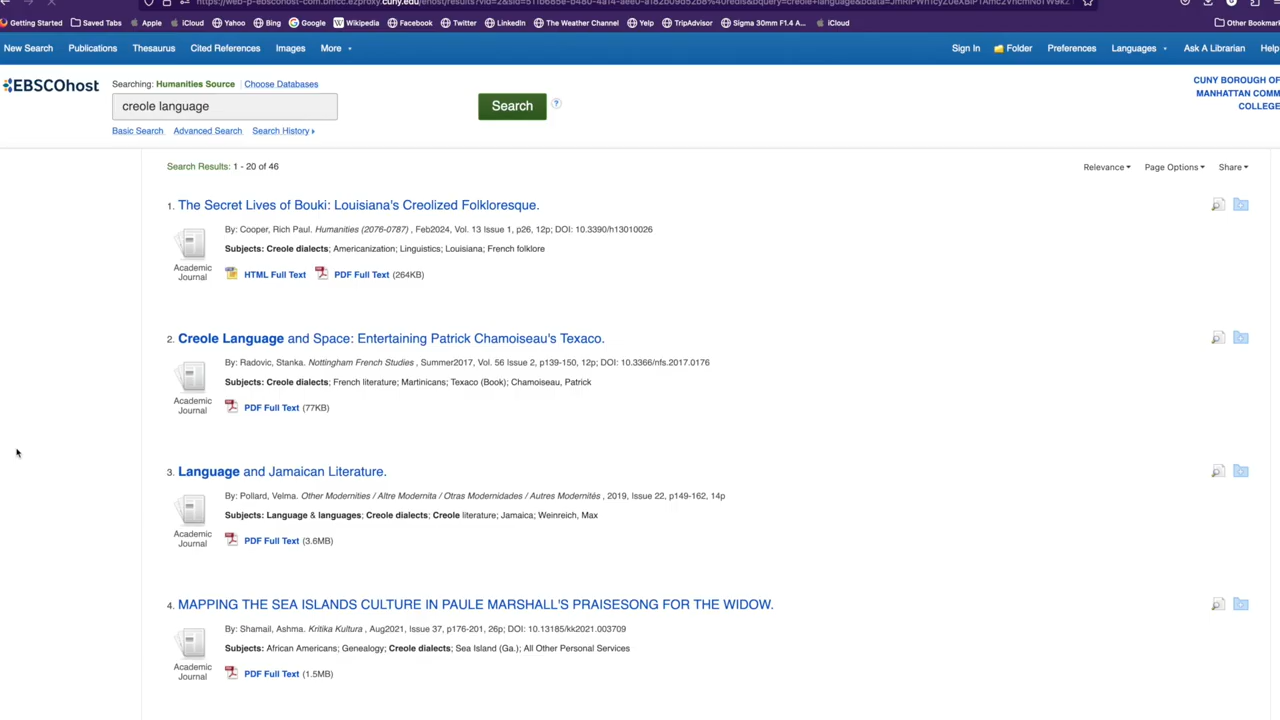 Getting Started Saved Tabs Apple iCloud Yahoo Bing Google Wikipedia Facebook Twitter LinkedIn The Weather Channel Yelp TripAdvisor Sigma 30mm F1.4 A... iCloud Other Bookmar
New Search Publications Thesaurus Cited References Images More Sign In Folder Preferences Languages Ask A Librarian Help
EBSCOhost
Searching: Humanities Source | Choose Databases
creole language
Search
?
Basic Search Advanced Search Search History
CUNY BOROUGH OF
MANHATTAN COMM
COLLEGE
Search Results: 1 - 20 of 46
Relevance Page Options Share
1. The Secret Lives of Bouki: Louisiana's Creolized Folkloresque.
By: Cooper, Rich Paul. Humanities (2076-0787) , Feb2024, Vol. 13 Issue 1, p26, 12p; DOI: 10.3390/h13010026
Subjects: Creole dialects; Americanization; Linguistics; Louisiana; French folklore
Academic
Journal
HTML Full Text PDF Full Text (264KB)
2. Creole Language and Space: Entertaining Patrick Chamoiseau's Texaco.
By: Radovic, Stanka. Nottingham French Studies , Summer2017, Vol. 56 Issue 2, p139-150, 12p; DOI: 10.3366/nfs.2017.0176
Subjects: Creole dialects; French literature; Martinicans; Texaco (Book); Chamoiseau, Patrick
Academic
Journal
PDF Full Text (77KB)
3. Language and Jamaican Literature.
By: Pollard, Velma. Other Modernities / Altre Modernita / Otras Modernidades / Autres Modernités , 2019, Issue 22, p149-162, 14p
Subjects: Language & languages; Creole dialects; Creole literature; Jamaica; Weinreich, Max
Academic
Journal
PDF Full Text (3.6MB)
4. MAPPING THE SEA ISLANDS CULTURE IN PAULE MARSHALL'S PRAISESONG FOR THE WIDOW.
By: Shamail, Ashma. Kritika Kultura , Aug2021, Issue 37, p176-201, 26p; DOI: 10.13185/kk2021.003709
Subjects: African Americans; Genealogy; Creole dialects; Sea Island (Ga.); All Other Personal Services
Academic
Journal
PDF Full Text (1.5MB)